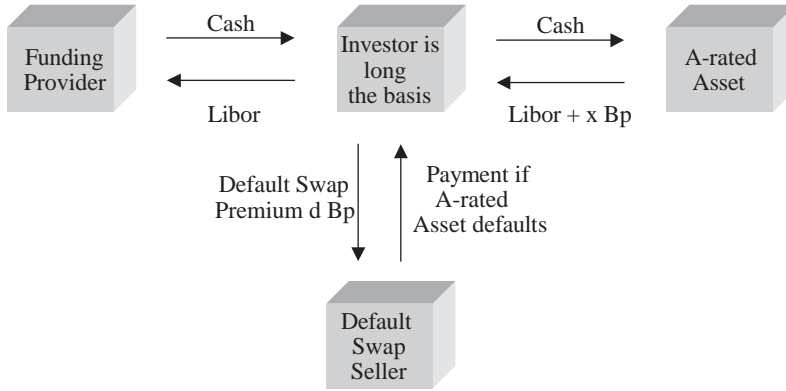 Funding
Provider
Cash
Libor
Investor is
long
the basis
Cash
Libor + x Bp
A-rated
Asset
Default Swap
Premium d Bp
Payment if
A-rated
Asset defaults
Default
Swap
Seller